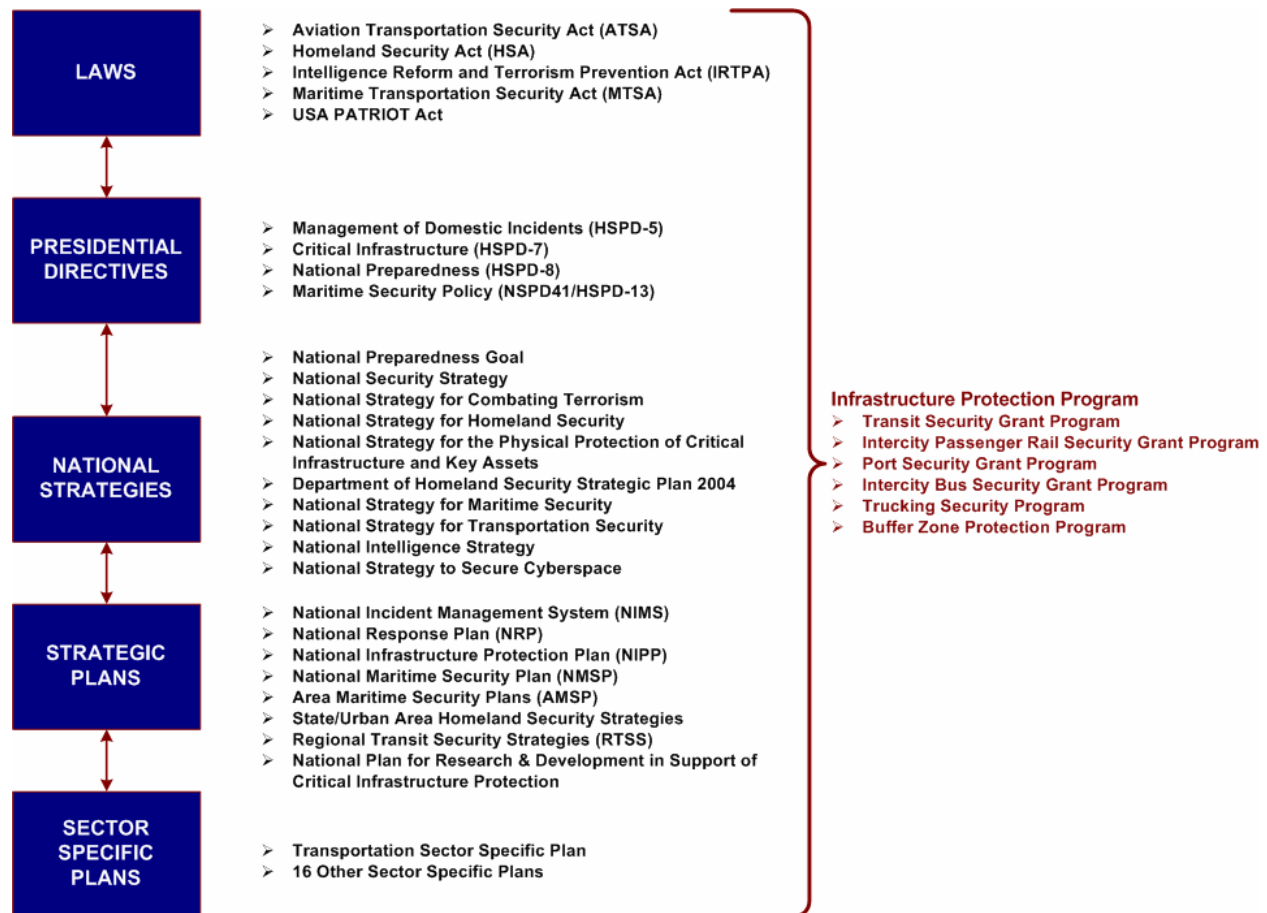 LAWS
➢ Aviation Transportation Security Act (ATSA)
➢ Homeland Security Act (HSA)
➢ Intelligence Reform and Terrorism Prevention Act (IRTPA)
➢ Maritime Transportation Security Act (MTSA)
➢ USA PATRIOT Act
PRESIDENTIAL
DIRECTIVES
➢ Management of Domestic Incidents (HSPD-5)
➢ Critical Infrastructure (HSPD-7)
➢ National Preparedness (HSPD-8)
➢ Maritime Security Policy (NSPD41/HSPD-13)
NATIONAL
STRATEGIES
➢ National Preparedness Goal
➢ National Security Strategy
➢ National Strategy for Combating Terrorism
➢ National Strategy for Homeland Security
➢ National Strategy for the Physical Protection of Critical
Infrastructure and Key Assets
➢ Department of Homeland Security Strategic Plan 2004
➢ National Strategy for Maritime Security
➢ National Strategy for Transportation Security
➢ National Intelligence Strategy
➢ National Strategy to Secure Cyberspace
STRATEGIC
PLANS
➢ National Incident Management System (NIMS)
➢ National Response Plan (NRP)
➢ National Infrastructure Protection Plan (NIPP)
➢ National Maritime Security Plan (NMSP)
➢ Area Maritime Security Plans (AMSP)
➢ State/Urban Area Homeland Security Strategies
➢ Regional Transit Security Strategies (RTSS)
➢ National Plan for Research & Development in Support of
Critical Infrastructure Protection
SECTOR
SPECIFIC
PLANS
➢ Transportation Sector Specific Plan
➢ 16 Other Sector Specific Plans
Infrastructure Protection Program
➢ Transit Security Grant Program
➢ Intercity Passenger Rail Security Grant Program
➢ Port Security Grant Program
➢ Intercity Bus Security Grant Program
➢ Trucking Security Program
➢ Buffer Zone Protection Program